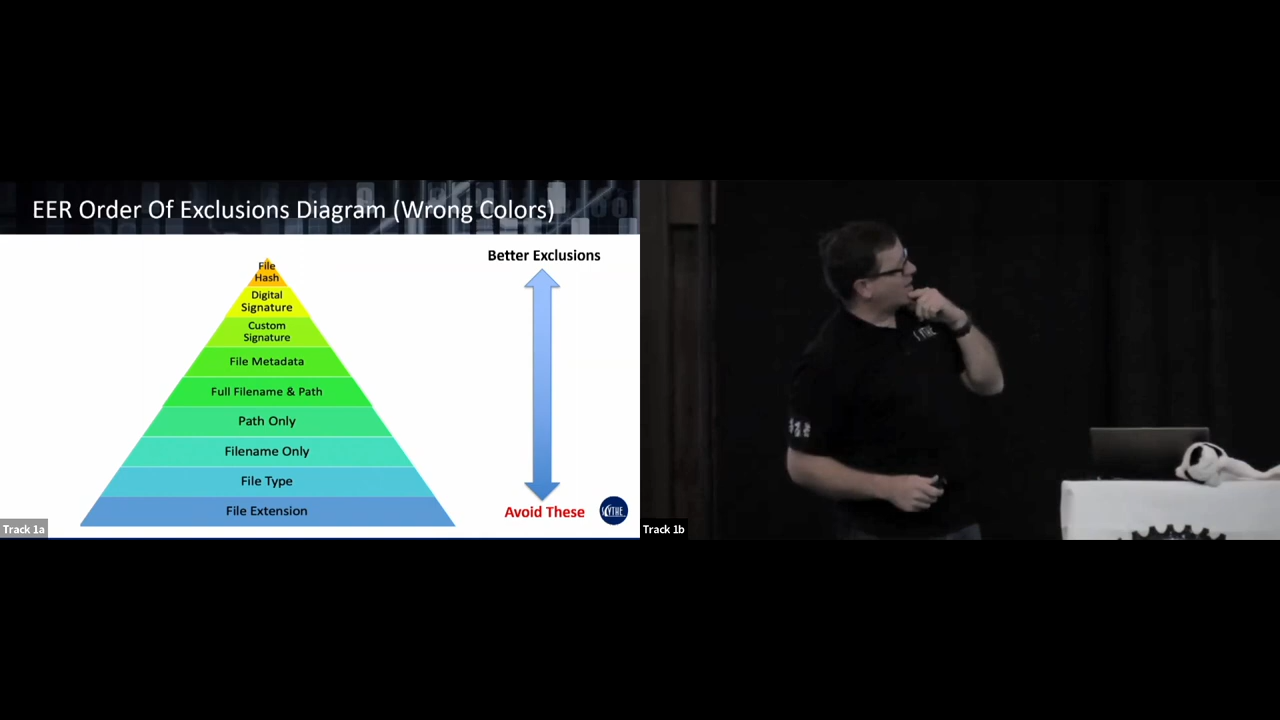 EER Order Of Exclusions Diagram (Wrong Colors)
Better Exclusions
File
Hash
Digital
Signature
Custom
Signature
File Metadata
Full Filename & Path
Path Only
Filename Only
File Type
File Extension
Avoid These
SCYTHE
Track 1a
Track 1b